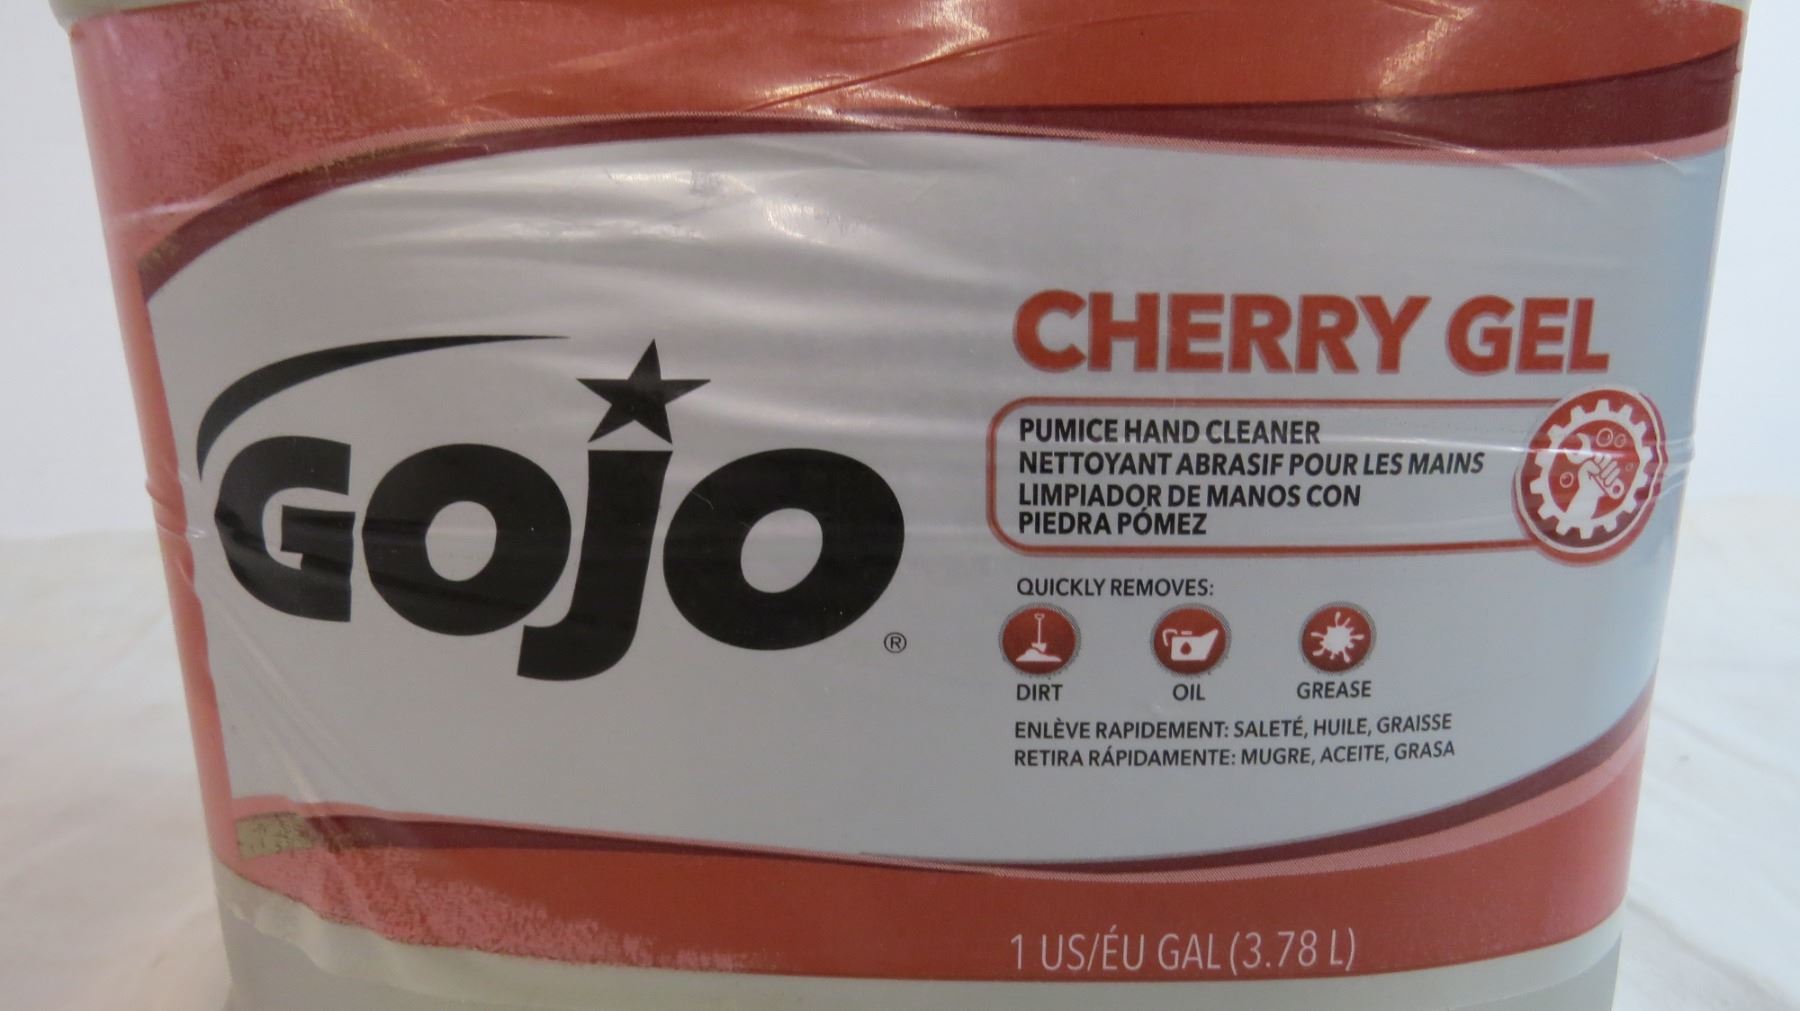 GOJO®
CHERRY GEL
PUMICE HAND CLEANER
NETTOYANT ABRASIF POUR LES MAINS
LIMPIADOR DE MANOS CON
PIEDRA PÓMEZ
QUICKLY REMOVES:
DIRT OIL GREASE
ENLÈVE RAPIDEMENT: SALETÉ, HUILE, GRAISSE
RETIRA RÁPIDAMENTE: MUGRE, ACEITE, GRASA
1 US/ÉU GAL (3.78 L)